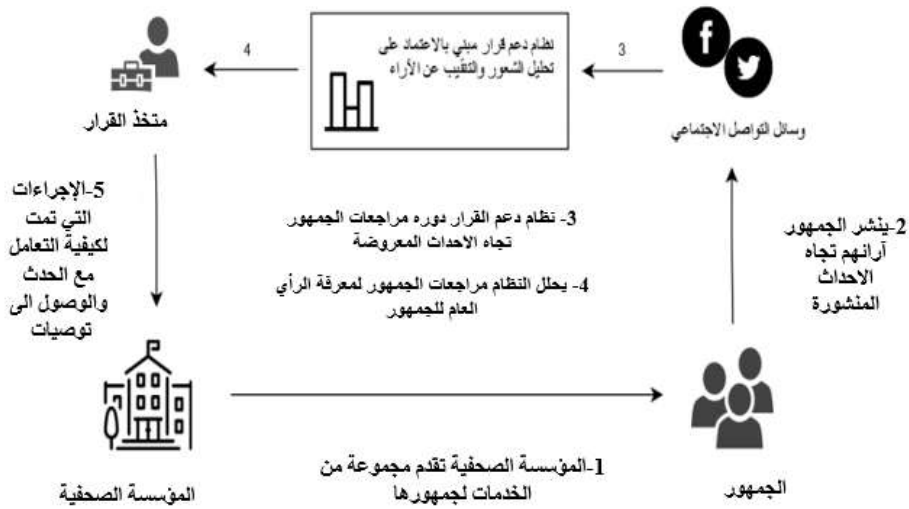 نظام دعم قرار مبني بالاعتماد على
تحليل الشعور والتنقيب عن الأراء
4
3
متخذ القرار
وسائل التواصل الاجتماعي
5-الإجراءات
التي تمت
لكيفية التعامل
مع الحدث
والوصول الى
توصيات
3- نظام دعم القرار دوره مراجعات الجمهور
تجاه الاحداث المعروضة
4- يحلل النظام مراجعات الجمهور لمعرفة الرأي
العام للجمهور
2-ينشر الجمهور
آرائهم تجاه
الاحداث
المنشورة
1-المؤسسة الصحفية تقدم مجموعة من
الخدمات لجمهورها
المؤسسة الصحفية
الجمهور